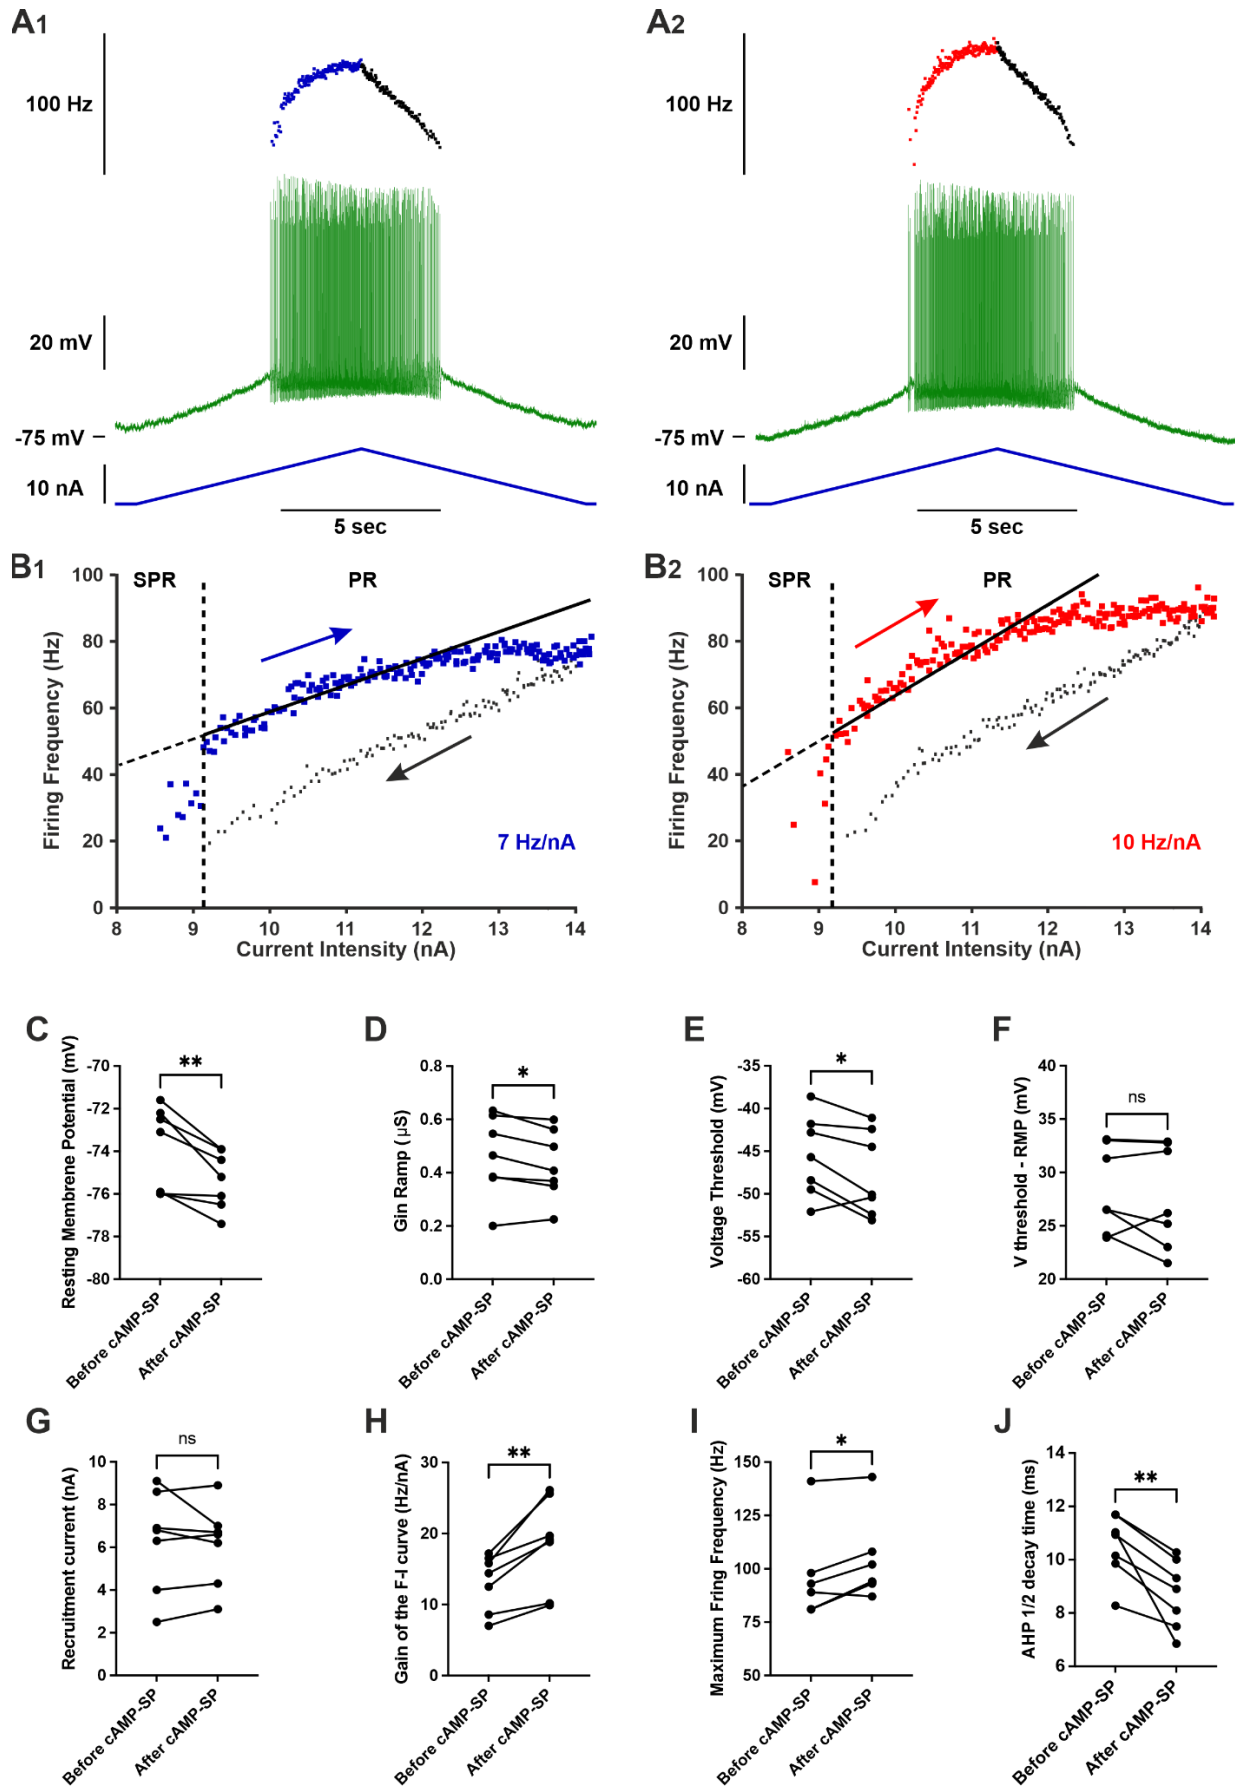 A1
A2
100 Hz
100 Hz
20 mV
20 mV
-75 mV
-75 mV
10 nA
10 nA
5 sec
5 sec
B1
B2
SPR
PR
SPR
PR
100
80
60
40
20
0
100
80
60
40
20
0
Firing Frequency (Hz)
Firing Frequency (Hz)
7 Hz/nA
10 Hz/nA
8 9 10 11 12 13 14
8 9 10 11 12 13 14
Current Intensity (nA)
Current Intensity (nA)
C
Resting Membrene Potential (mV)
-70
-72
-74
-76
-78
-80
**
Before cAMP-SP
After cAMP-SP
D
Gin Ramp (µS)
0.8
0.6
0.4
0.2
0.0
*
Before cAMP-SP
After cAMP-SP
E
Voltage Threshold (mV)
-35
-40
-45
-50
-55
-60
*
Before cAMP-SP
After cAMP-SP
F
V threshold - RMP (mV)
40
35
30
25
20
ns
Before cAMP-SP
After cAMP-SP
G
Recruitment current (nA)
10
8
6
4
2
0
ns
Before cAMP-SP
After cAMP-SP
H
Gain of the F-I curve (Hz/nA)
30
20
10
0
**
Before cAMP-SP
After cAMP-SP
I
Maximum Fring Frequency (Hz)
150
125
100
75
50
*
Before cAMP-SP
After cAMP-SP
J
AHP 1/2 decay time (ms)
14
12
10
8
6
**
Before cAMP-SP
After cAMP-SP